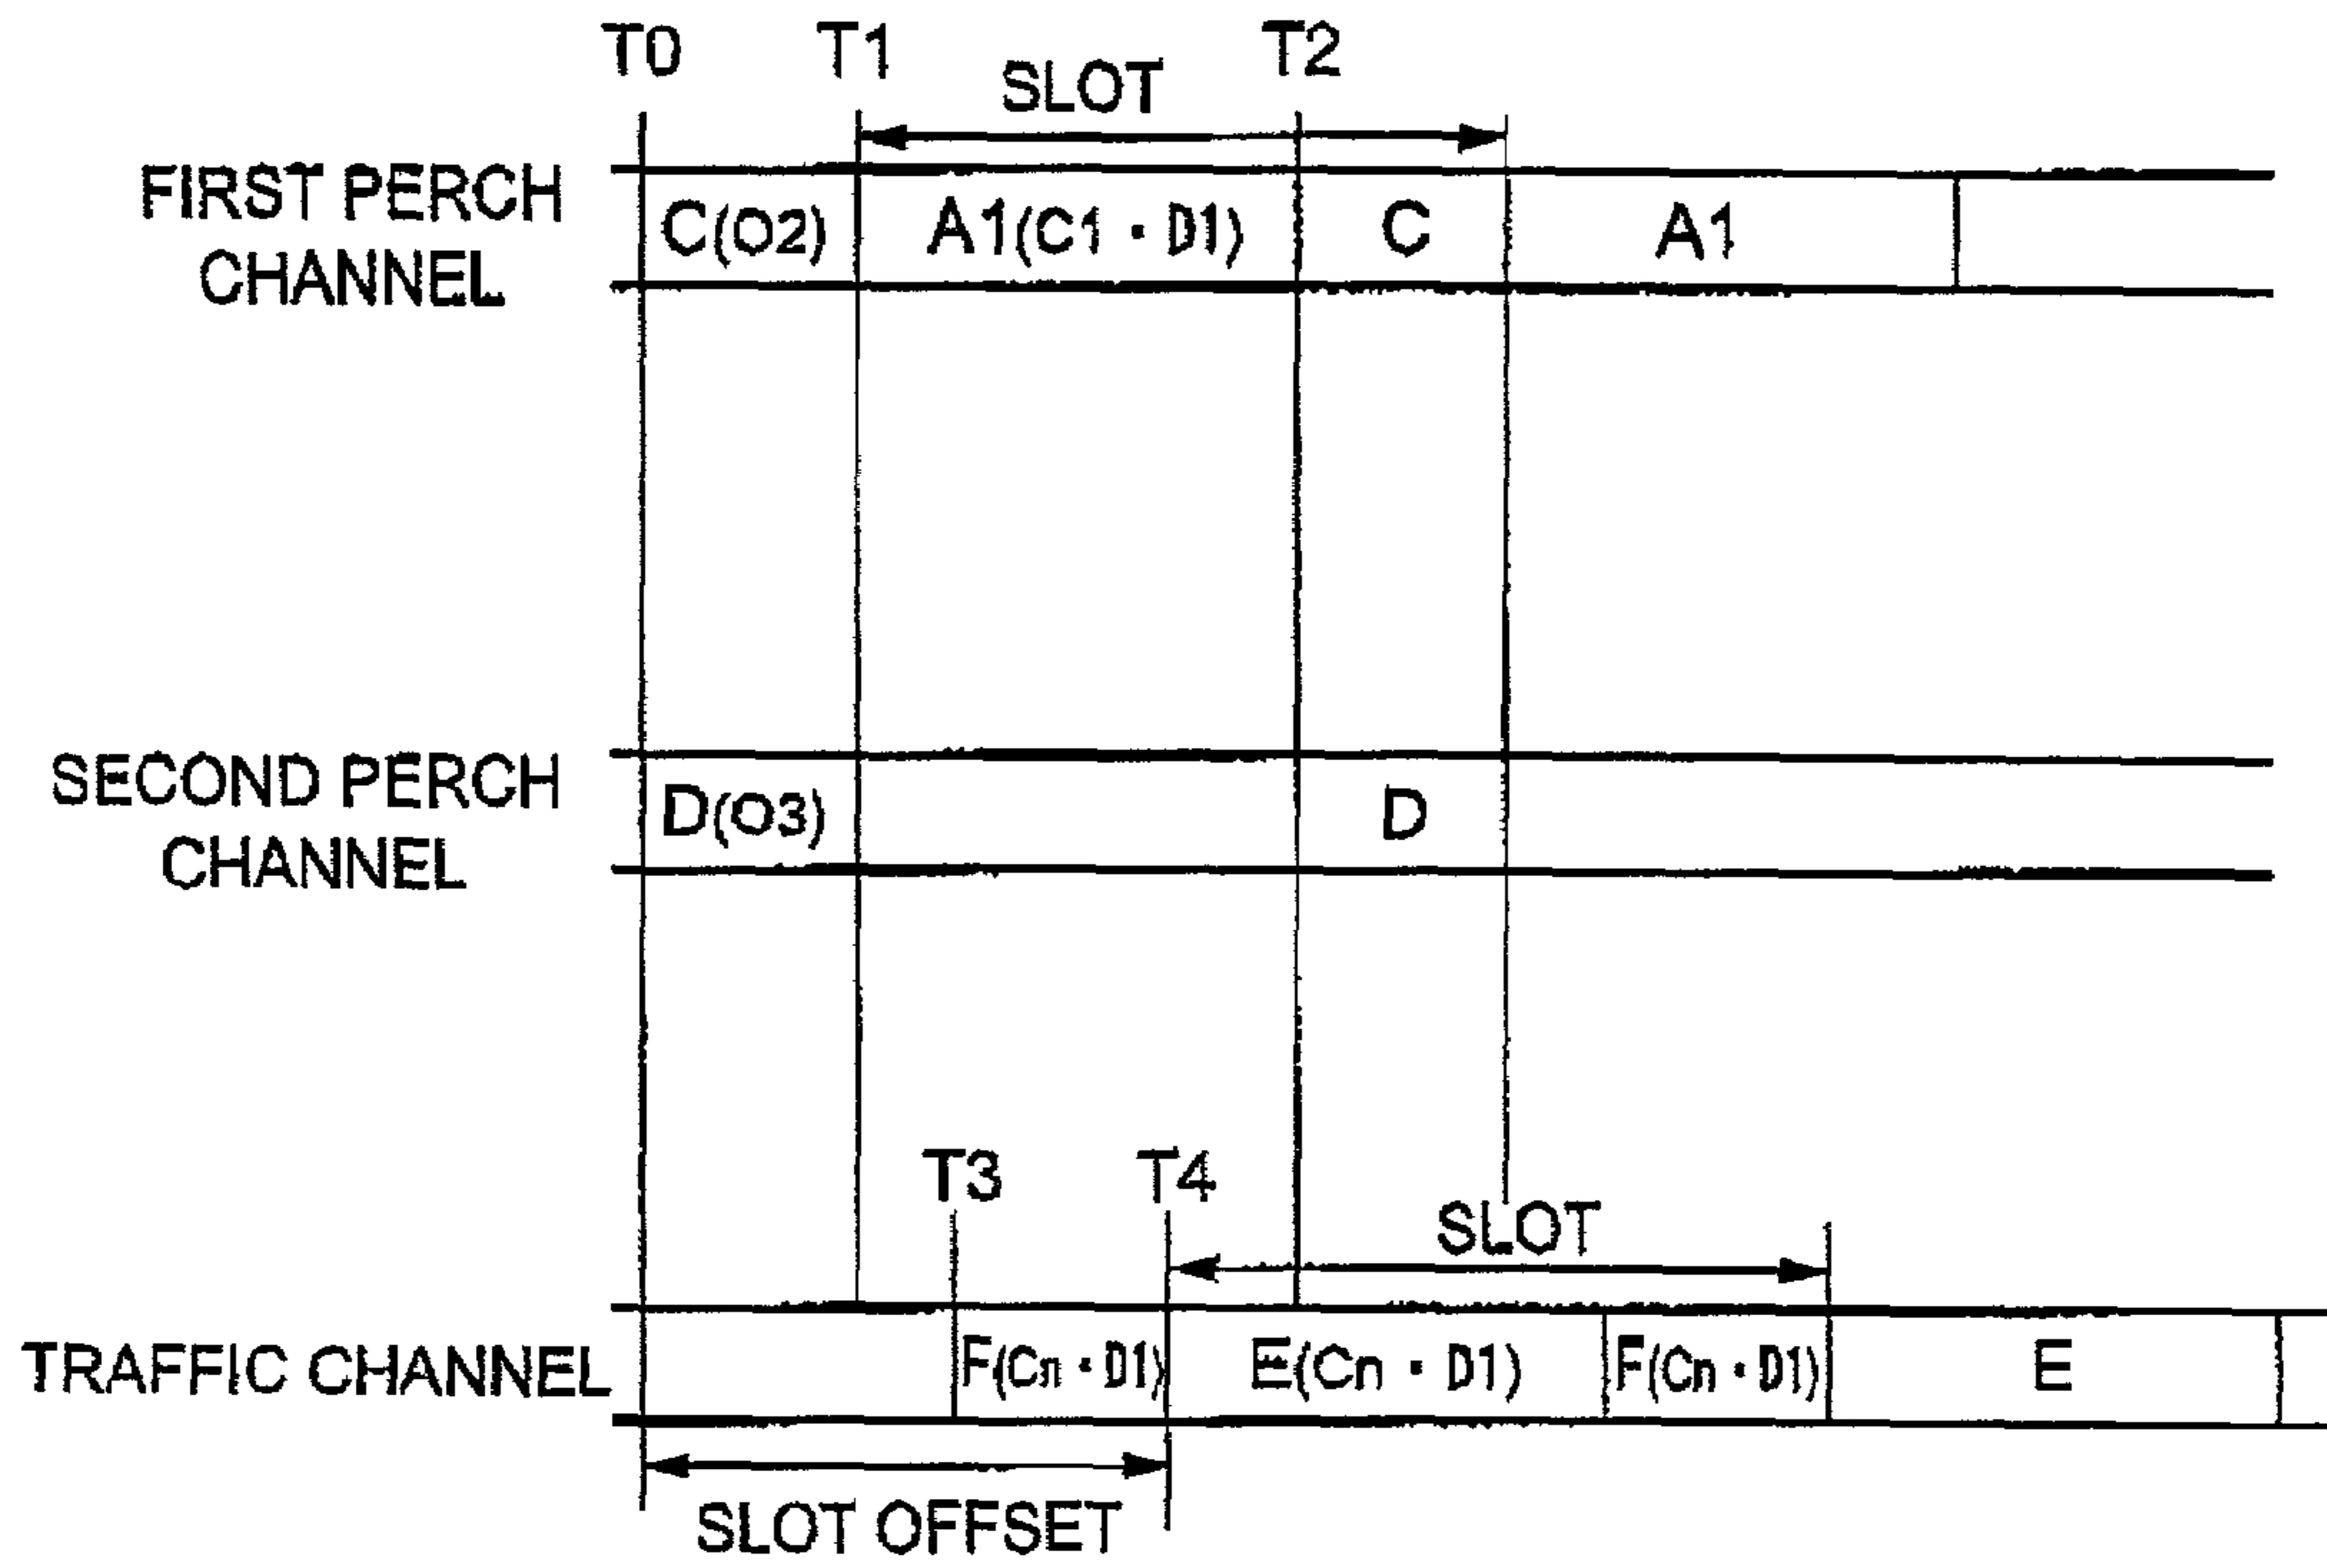 T0 T1 T2
SLOT
FIRST PERCH
CHANNEL
C(O2) A1(C1・D1) C A1
SECOND PERCH
CHANNEL
D(O3) D
T3 T4
SLOT
TRAFFIC CHANNEL
F(Cn・D1) E(Cn・D1) F(Cn・D1) E
SLOT OFFSET